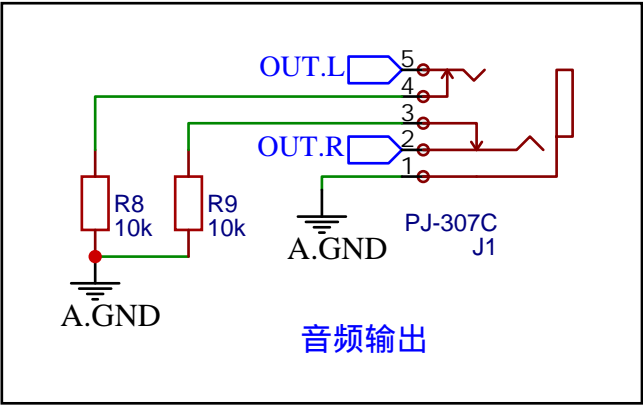 OUT.L
5
4
3
OUT.R
2
1
R8
10k
R9
10k
PJ-307C
J1
A.GND
A.GND
音频输出